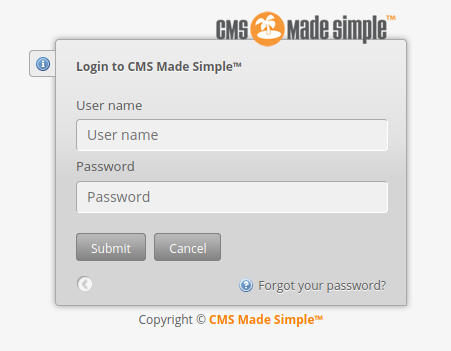 CMS made simple™
Login to CMS Made Simple™
User name
User name
Password
Password
Submit Cancel
Forgot your password?
Copyright © CMS Made Simple™